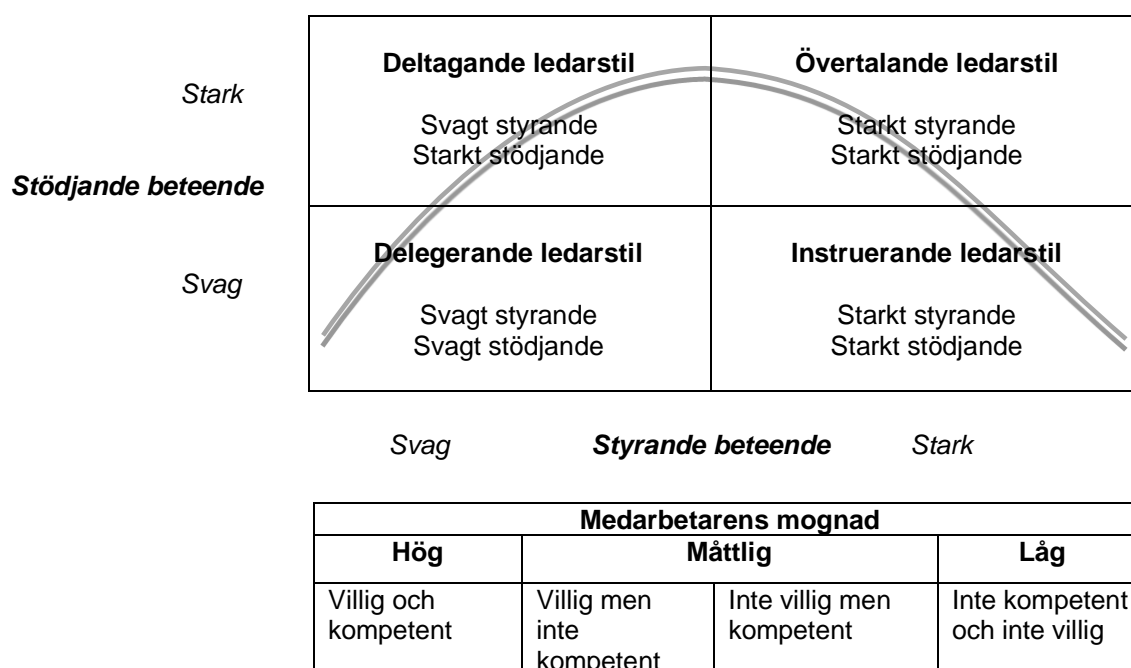 Deltagande ledarstil
Övertalande ledarstil
Stark
Svagt styrande
Starkt stödjande
Starkt styrande
Starkt stödjande
Stödjande beteende
Delegerande ledarstil
Instruerande ledarstil
Svag
Svagt styrande
Svagt stödjande
Starkt styrande
Starkt stödjande
Svag
Styrande beteende
Stark
Medarbetarens mognad
Hög
Måttlig
Låg
Villig och
kompetent
Villig men
inte
kompetent
Inte villig men
kompetent
Inte kompetent
och inte villig